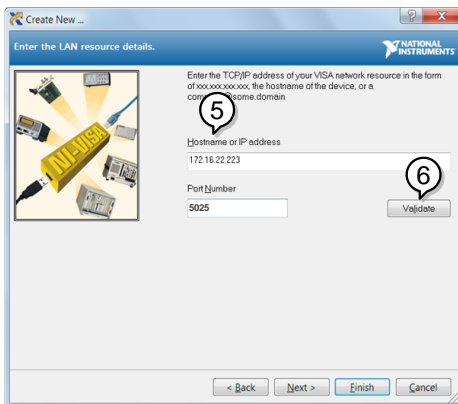 Create New ...
Enter the LAN resource details.
NATIONAL
INSTRUMENTS
Enter the TCP/IP address of your VISA network resource in the form
of xxx.xxx.xxx.xxx, the hostname of the device, or a
some.domain
5
Hostname or IP address
172.16.22.223
6
Port Number
5025
Validate
NI-VISA
< Back Next > Finish Cancel